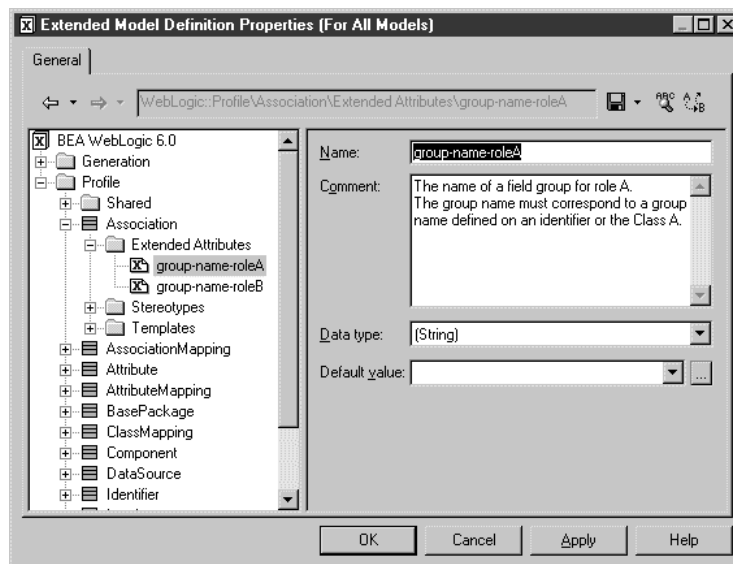 Extended Model Definition Properties (For All Models)
General
WebLogic::Profile\Association\Extended Attributes\group-name-roleA
BEA WebLogic 6.0
Generation
Profile
Shared
Association
Extended Attributes
group-name-roleA
group-name-roleB
Stereotypes
Templates
AssociationMapping
Attribute
AttributeMapping
BasePackage
ClassMapping
Component
DataSource
Identifier
Name:
group-name-roleA
Comment:
The name of a field group for role A.
The group name must correspond to a group
name defined on an identifier or the Class A.
Data type:
(String)
Default value:
...
OK
Cancel
Apply
Help